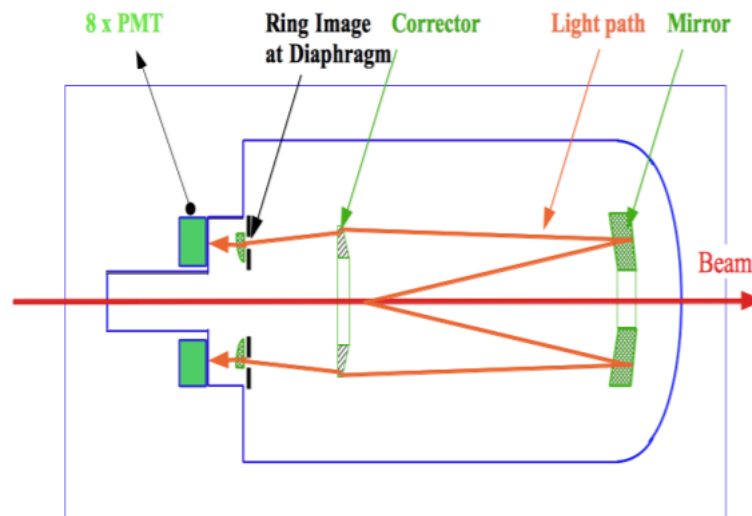 8 x PMT
Ring Image
at Diaphragm
Corrector
Light path
Mirror
Beam